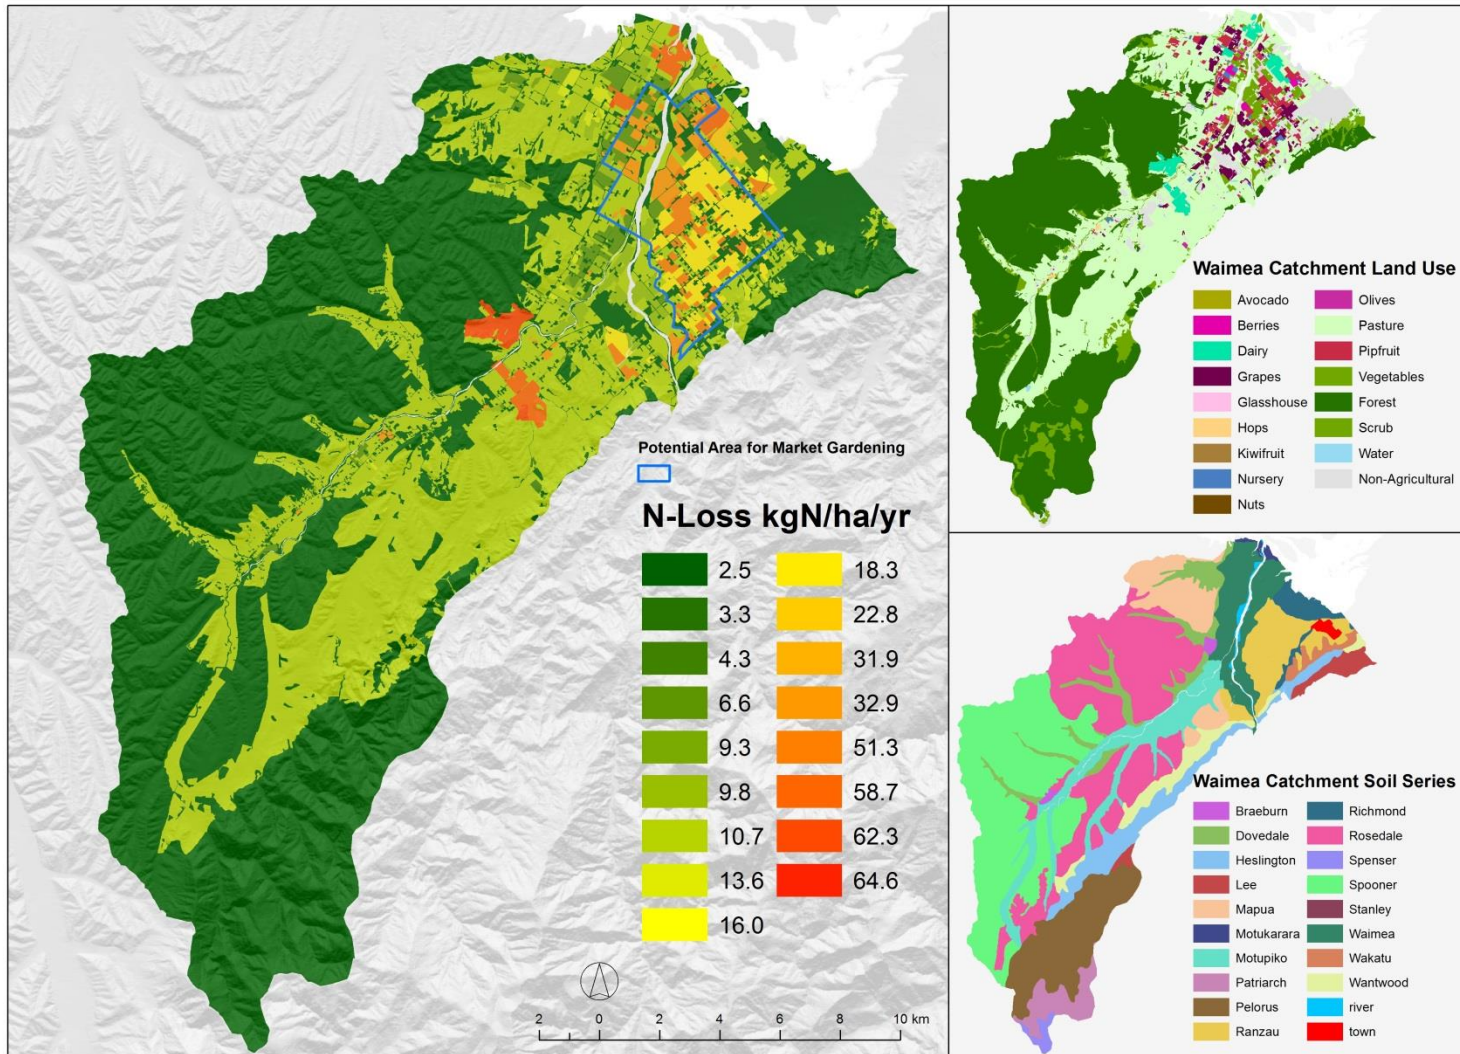 Potential Area for Market Gardening
N-Loss kgN/ha/yr
2.5
3.3
4.3
6.6
9.3
9.8
10.7
13.6
16.0
18.3
22.8
31.9
32.9
51.3
58.7
62.3
64.6
2 0 2 4 6 8 10 km
Waimea Catchment Land Use
Avocado
Berries
Dairy
Grapes
Glasshouse
Hops
Kiwifruit
Nursery
Nuts
Olives
Pasture
Pipfruit
Vegetables
Forest
Scrub
Water
Non-Agricultural
Waimea Catchment Soil Series
Braeburn
Dovedale
Heslington
Lee
Mapua
Motukarara
Motupiko
Patriarch
Pelorus
Ranzau
Richmond
Rosedale
Spenser
Spooner
Stanley
Waimea
Wakatu
Wantwood
river
town